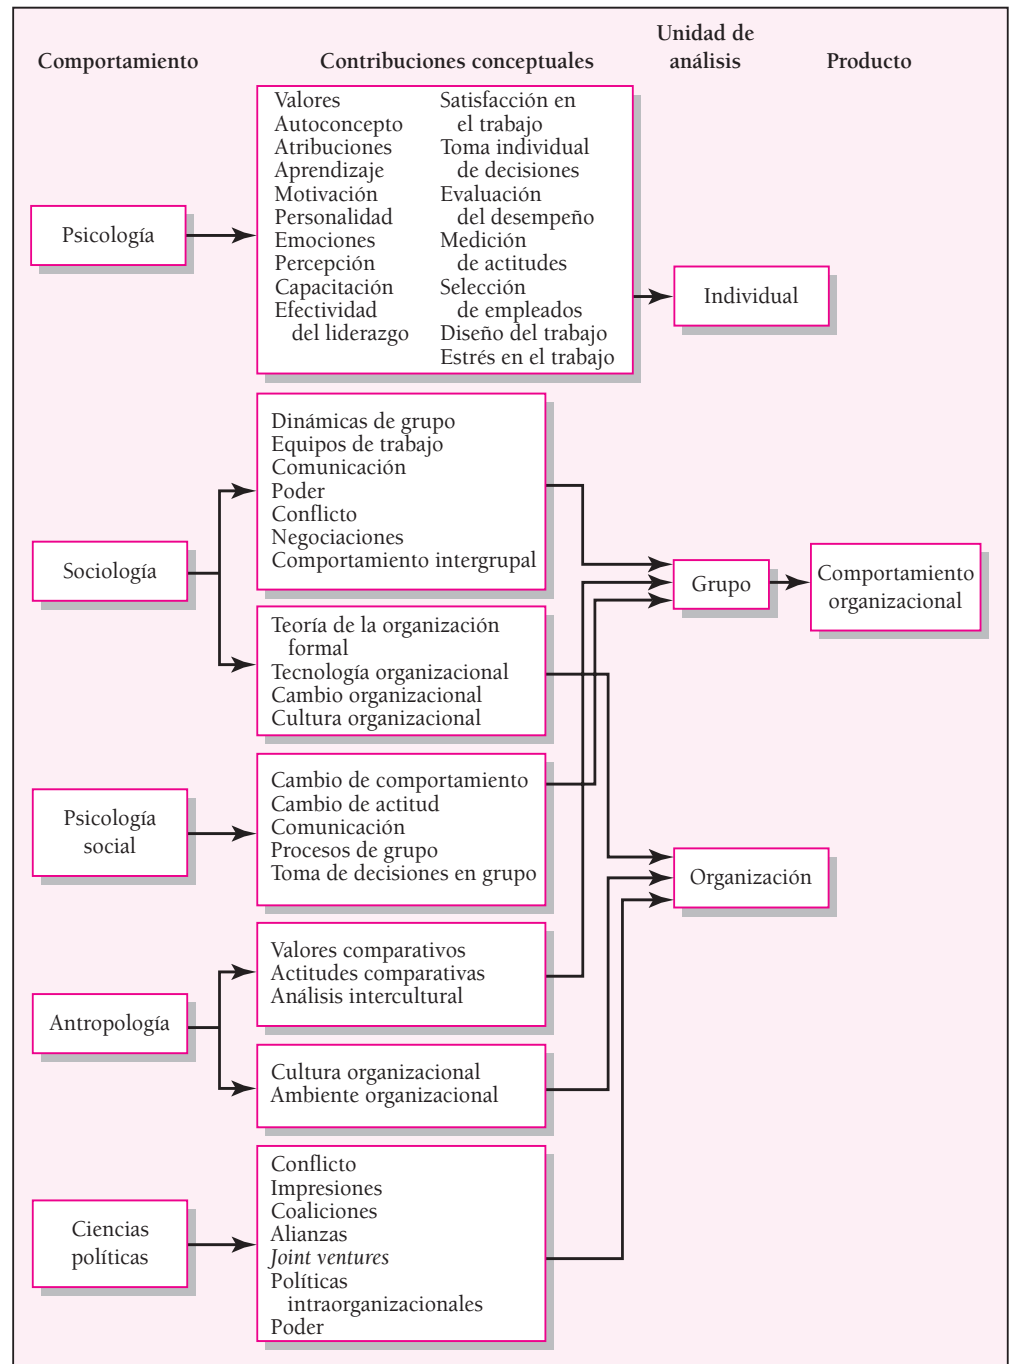 Comportamiento
Contribuciones conceptuales
Unidad de
análisis
Producto
Psicología
Valores
Autoconcepto
Atribuciones
Aprendizaje
Motivación
Personalidad
Emociones
Percepción
Capacitación
Efectividad
del liderazgo
Satisfacción en
el trabajo
Toma individual
de decisiones
Evaluación
del desempeño
Medición
de actitudes
Selección
de empleados
Diseño del trabajo
Estrés en el trabajo
Individual
Sociología
Dinámicas de grupo
Equipos de trabajo
Comunicación
Poder
Conflicto
Negociaciones
Comportamiento intergrupal
Teoría de la organización
formal
Tecnología organizacional
Cambio organizacional
Cultura organizacional
Grupo
Comportamiento
organizacional
Psicología
social
Cambio de comportamiento
Cambio de actitud
Comunicación
Procesos de grupo
Toma de decisiones en grupo
Organización
Antropología
Valores comparativos
Actitudes comparativas
Análisis intercultural
Cultura organizacional
Ambiente organizacional
Ciencias
políticas
Conflicto
Impresiones
Coaliciones
Alianzas
Joint ventures
Políticas
intraorganizacionales
Poder